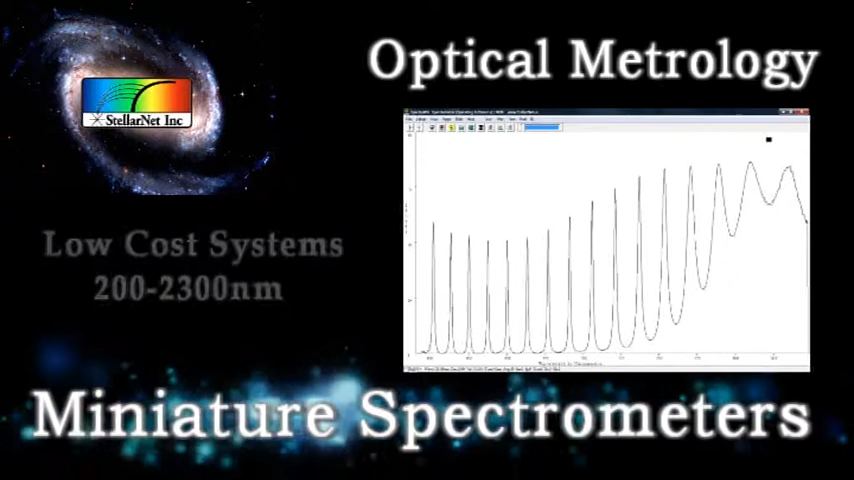 StellarNet Inc
Optical Metrology
Low Cost Systems
200-2300nm
Miniature Spectrometers